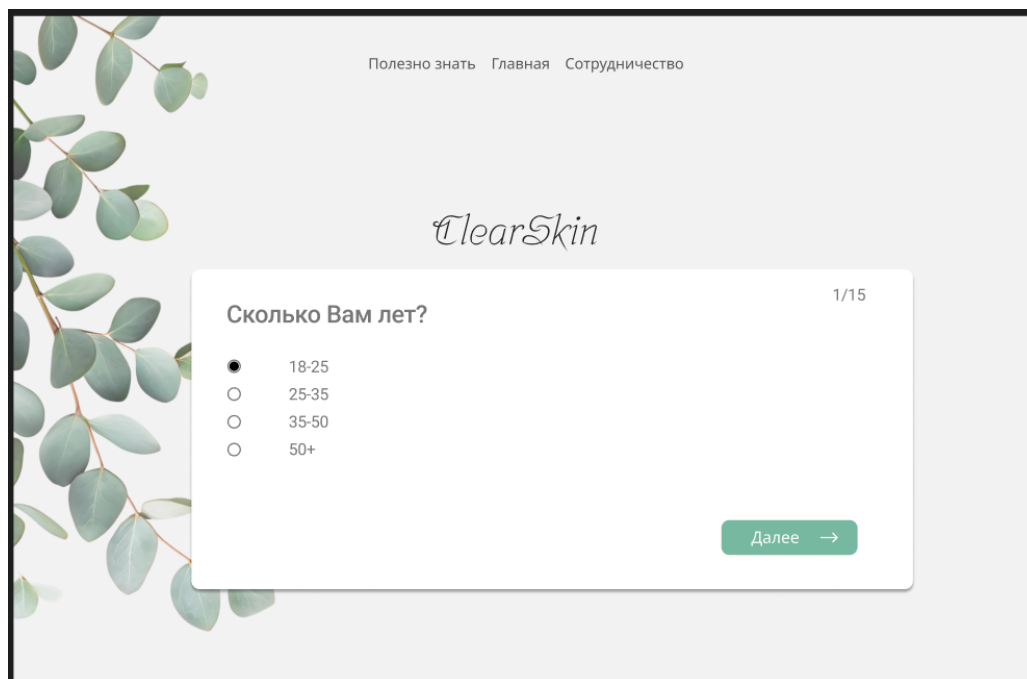 Полезно знать Главная Сотрудничество
ClearSkin
1/15
Сколько Вам лет?
18-25
25-35
35-50
50+
Далее →